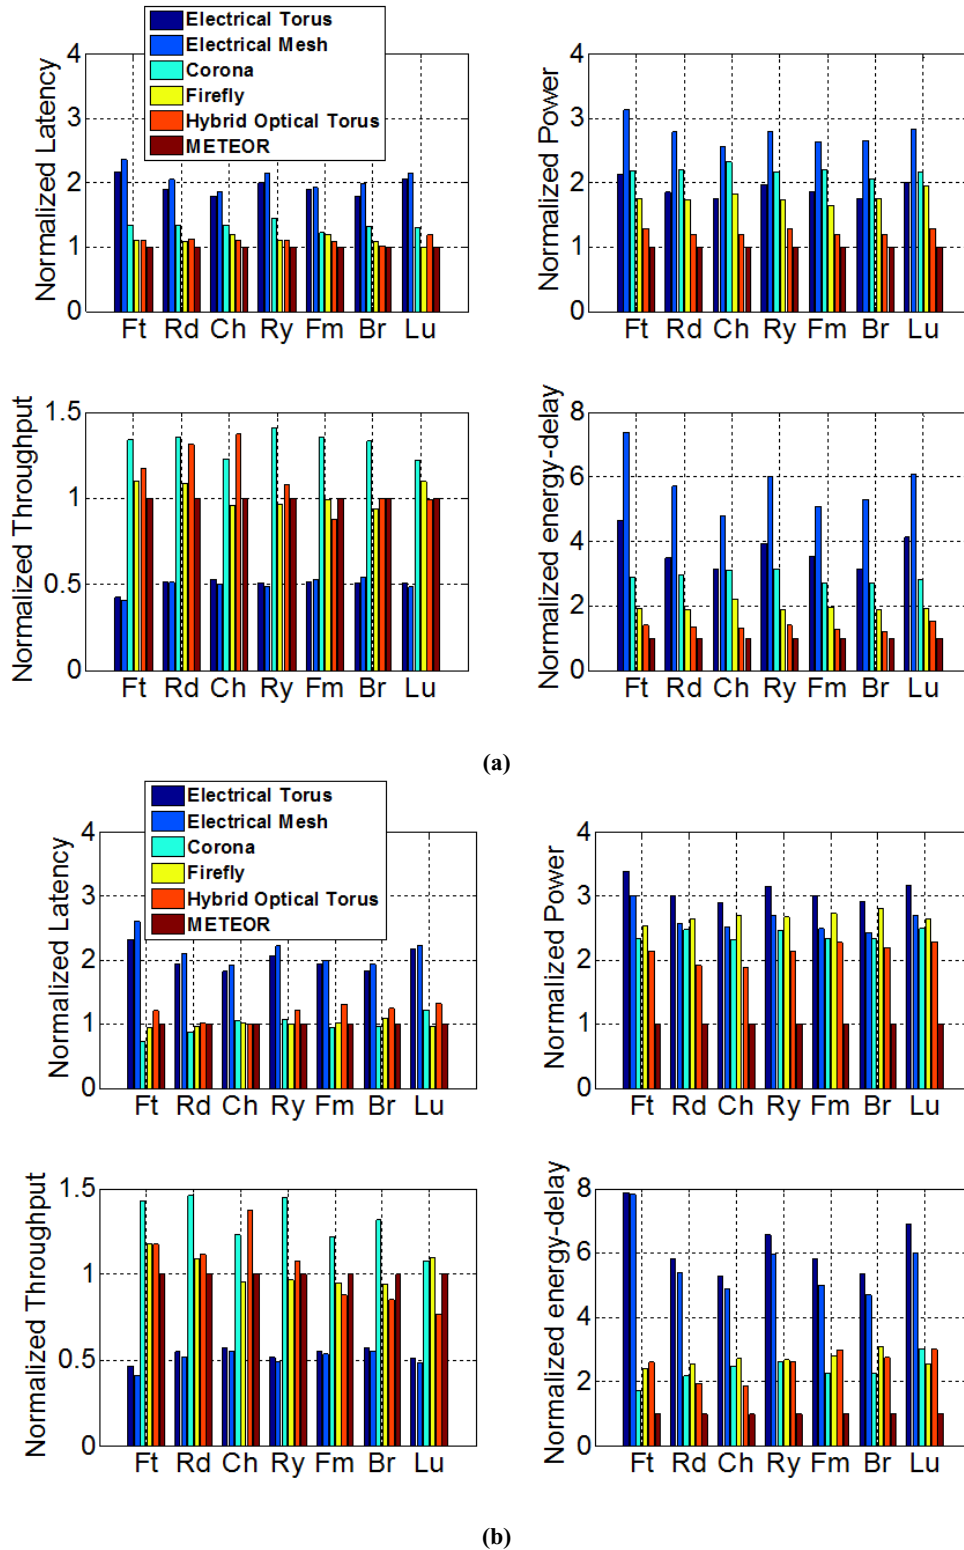 Electrical Torus
Electrical Mesh
Corona
Firefly
Hybrid Optical Torus
METEOR
Normalized Latency
4
3
2
1
0
Ft Rd Ch Ry Fm Br Lu
Normalized Power
4
3
2
1
0
Ft Rd Ch Ry Fm Br Lu
Normalized Throughput
1.5
1
0.5
0
Ft Rd Ch Ry Fm Br Lu
Normalized energy-delay
8
6
4
2
0
Ft Rd Ch Ry Fm Br Lu
(a)
Electrical Torus
Electrical Mesh
Corona
Firefly
Hybrid Optical Torus
METEOR
Normalized Latency
4
3
2
1
0
Ft Rd Ch Ry Fm Br Lu
Normalized Power
4
3
2
1
0
Ft Rd Ch Ry Fm Br Lu
Normalized Throughput
1.5
1
0.5
0
Ft Rd Ch Ry Fm Br Lu
Normalized energy-delay
8
6
4
2
0
Ft Rd Ch Ry Fm Br Lu
(b)